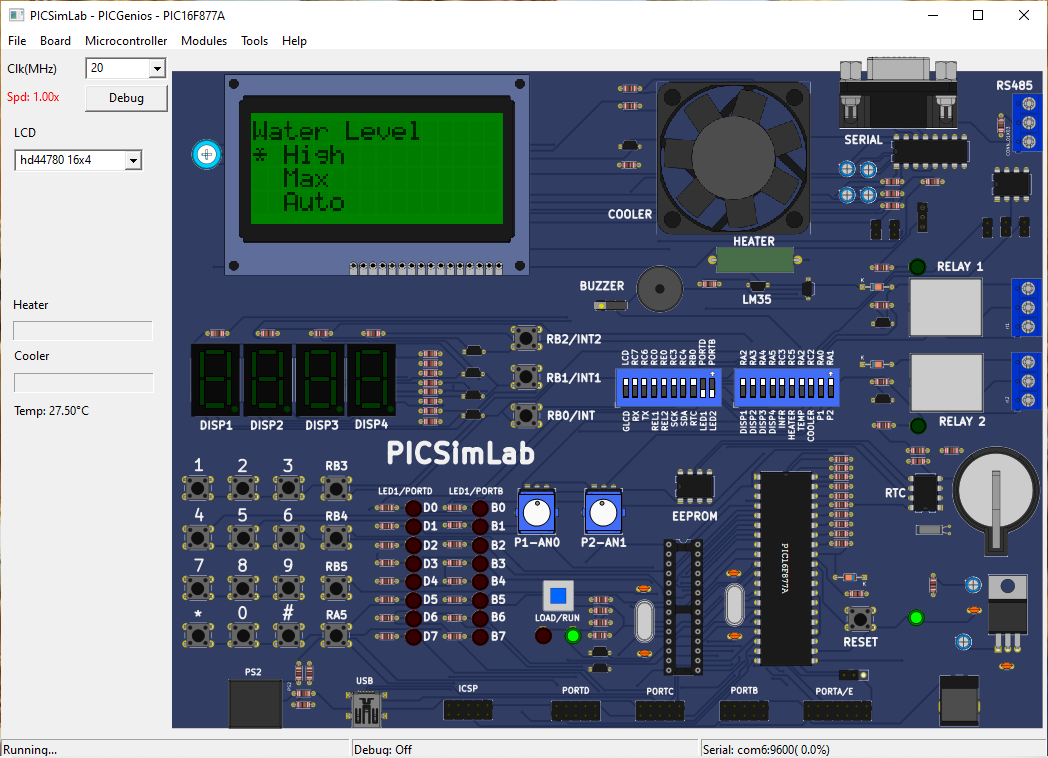 PICSimLab - PICGenios - PIC16F877A
File Board Microcontroller Modules Tools Help
Clk(MHz) 20
Spd: 1.00x Debug
LCD
hd44780 16x4
Heater
Cooler
Temp: 27.50°C
Water Level
* High
Max
Auto
COOLER
HEATER
SERIAL
RS485
BUZZER
LM35
RELAY 1
RELAY 2
RB2/INT2
RB1/INT1
RB0/INT
DISP1 DISP2 DISP3 DISP4
LCD RC7 RC6 RC0 RE0 RC3 RC4 RB0 PORTD PORTB
GLCD RX TX REL1 REL2 SCK SDA RTC LED1 LED2
RA2 RA3 RA4 RA5 RC3 RC5 RA2 RC2 RA0 RA1
DISP1 DISP2 DISP3 DISP4 INFR HEATER TEMP COOLER P1 P2
PICSimLab
1 2 3 RB3
4 5 6 RB4
7 8 9 RB5
* 0 # RA5
LED1/PORTD LED1/PORTB
D0 B0
D1 B1
D2 B2
D3 B3
D4 B4
D5 B5
D6 B6
D7 B7
P1-AN0 P2-AN1
EEPROM
PIC16F877A
RTC
LOAD/RUN
RESET
PS2
USB
ICSP
PORTD
PORTC
PORTB
PORTA/E
Running... Debug: Off Serial: com6:9600( 0.0%)